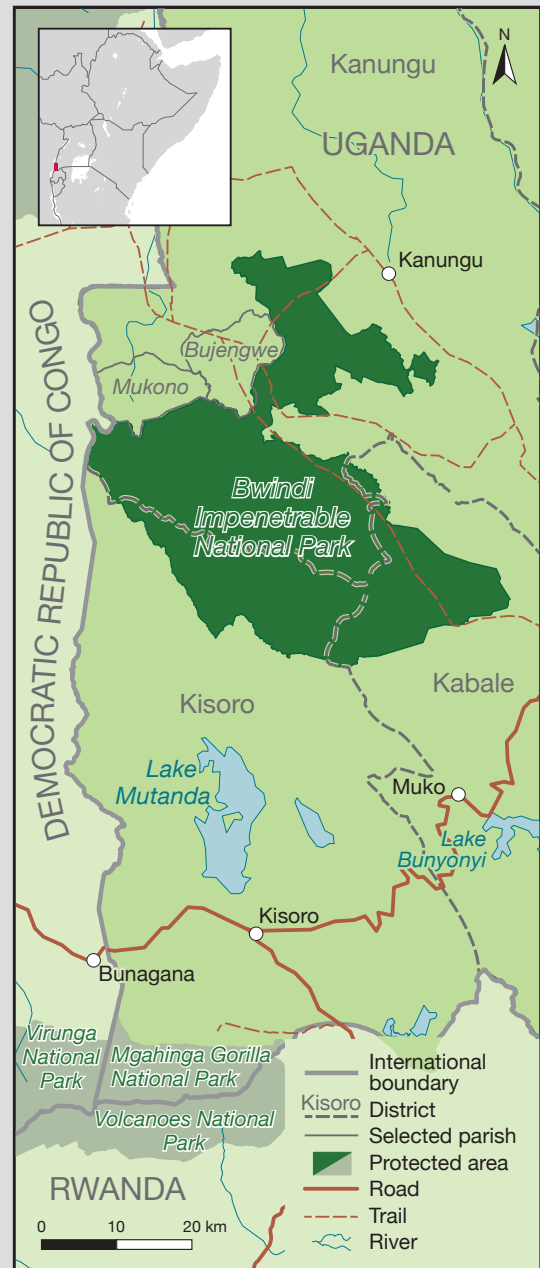 N
Kanungu
UGANDA
Kanungu
DEMOCRATIC REPUBLIC OF CONGO
Bujengwe
Mukono
Bwindi
Impenetrable
National Park
Kabale
Kisoro
Lake
Mutanda
Muko
Lake
Bunyonyi
Kisoro
Bunagana
Virunga
National
Park
Mgahinga Gorilla
National Park
Volcanoes National
Park
RWANDA
0 10 20 km
International
boundary
Kisoro District
Selected parish
Protected area
Road
Trail
River